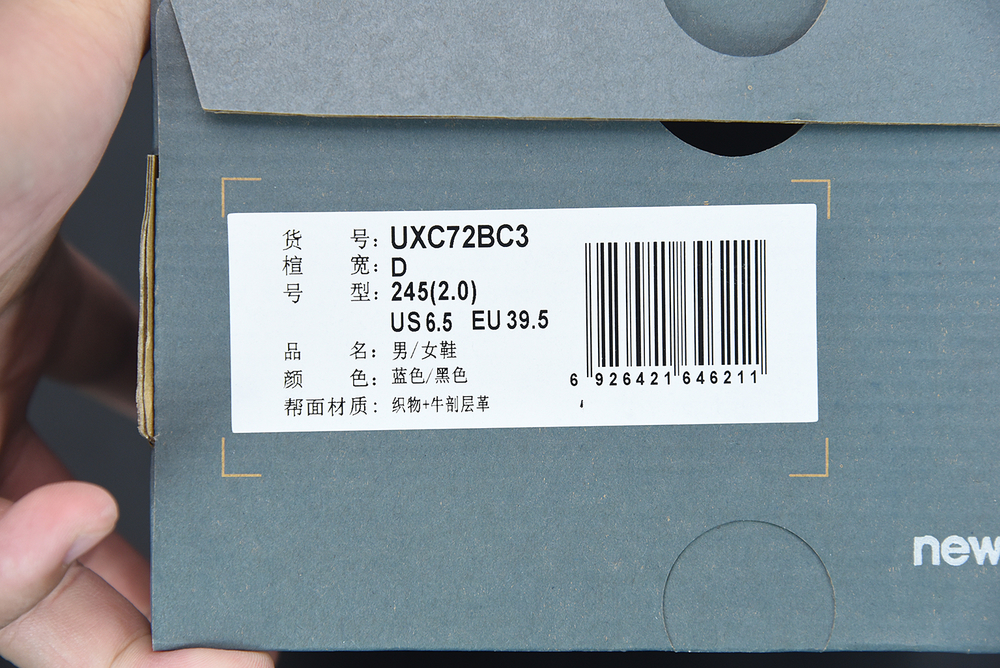 货号：UXC72BC3
楦宽：D
号型：245(2.0)
US 6.5 EU 39.5
品名：男/女鞋
颜色：蓝色/黑色
帮面材质：织物+牛剖层革
6 926421 646211
new